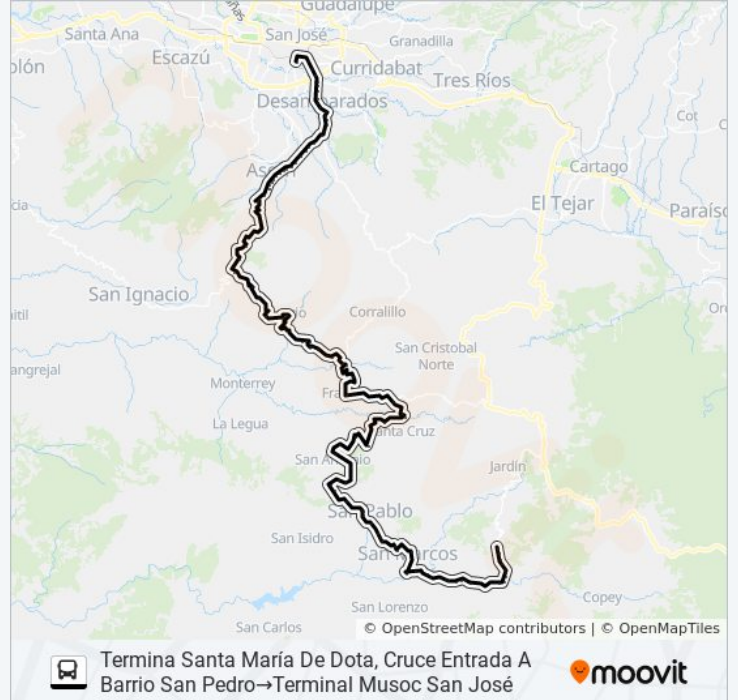 Guadalupe
Santa Ana
San José
Granadilla
Escazú
Curridabat
Tres Ríos
Desamparados
Cot
Cartago
El Tejar
Paraíso
San Ignacio
Corralillo
San Cristobal
Norte
angrejal
Monterrey
La Legua
Santa Cruz
San Antonio
Jardín
San Pablo
San Isidro
San Marcos
Copey
San Lorenzo
San Carlos
© OpenStreetMap contributors | © OpenMapTiles
Termina Santa María De Dota, Cruce Entrada A
Barrio San Pedro→Terminal Musoc San José
moovit